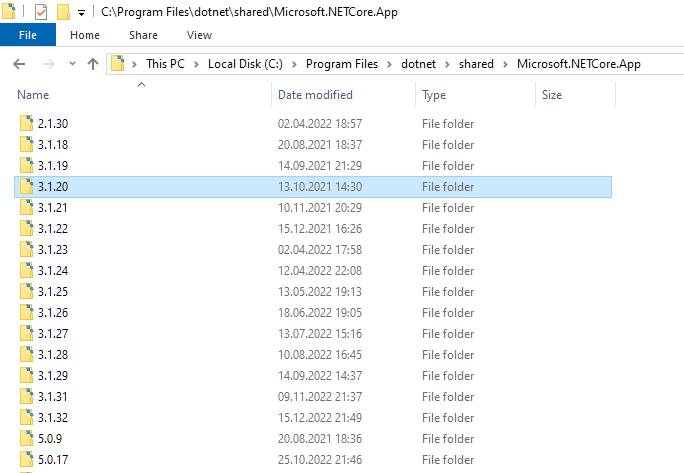 C:\Program Files\dotnet\shared\Microsoft.NETCore.App
File Home Share View
This PC Local Disk (C:) Program Files dotnet shared Microsoft.NETCore.App
Name Date modified Type Size
2.1.30 02.04.2022 18:57 File folder
3.1.18 20.08.2021 18:37 File folder
3.1.19 14.09.2021 21:29 File folder
3.1.20 13.10.2021 14:30 File folder
3.1.21 10.11.2021 20:29 File folder
3.1.22 15.12.2021 16:26 File folder
3.1.23 02.04.2022 17:58 File folder
3.1.24 12.04.2022 22:08 File folder
3.1.25 13.05.2022 19:13 File folder
3.1.26 18.06.2022 19:05 File folder
3.1.27 13.07.2022 15:16 File folder
3.1.28 10.08.2022 16:45 File folder
3.1.29 14.09.2022 14:37 File folder
3.1.31 09.11.2022 21:37 File folder
3.1.32 15.12.2022 21:49 File folder
5.0.9 20.08.2021 18:36 File folder
5.0.17 25.10.2022 21:46 File folder